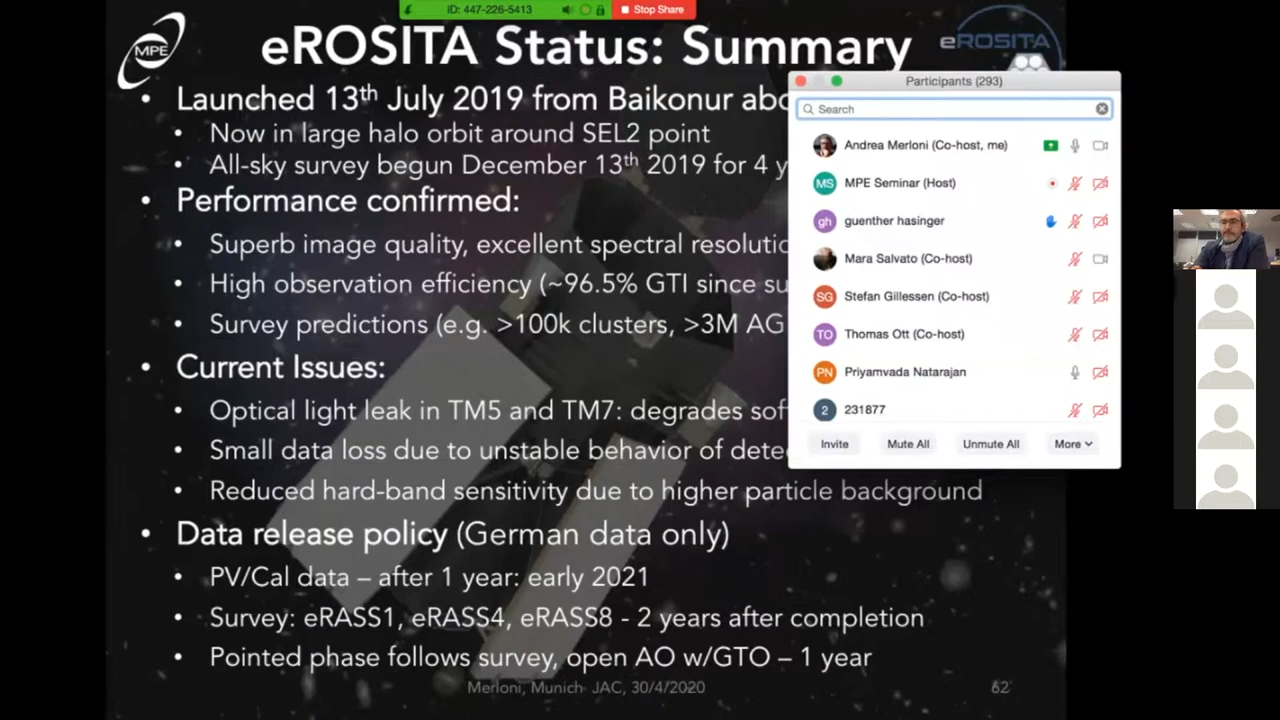 ID: 447-226-5413
Stop Share
MPE
eROSITA Status: Summary
eROSITA
• Launched 13th July 2019 from Baikonur abo
• Now in large halo orbit around SEL2 point
• All-sky survey begun December 13th 2019 for 4 y
• Performance confirmed:
• Superb image quality, excellent spectral resolutio
• High observation efficiency (~96.5% GTI since su
• Survey predictions (e.g. >100k clusters, >3M AG
• Current Issues:
• Optical light leak in TM5 and TM7: degrades sof
• Small data loss due to unstable behavior of dete
• Reduced hard-band sensitivity due to higher particle background
• Data release policy (German data only)
• PV/Cal data – after 1 year: early 2021
• Survey: eRASS1, eRASS4, eRASS8 - 2 years after completion
• Pointed phase follows survey, open AO w/GTO – 1 year
Merloni, Munich JAC, 30/4/2020
62
Participants (293)
Search
Andrea Merloni (Co-host, me)
MS MPE Seminar (Host)
gh guenther hasinger
Mara Salvato (Co-host)
SG Stefan Gillessen (Co-host)
TO Thomas Ott (Co-host)
PN Priyamvada Natarajan
2 231877
Invite Mute All Unmute All More